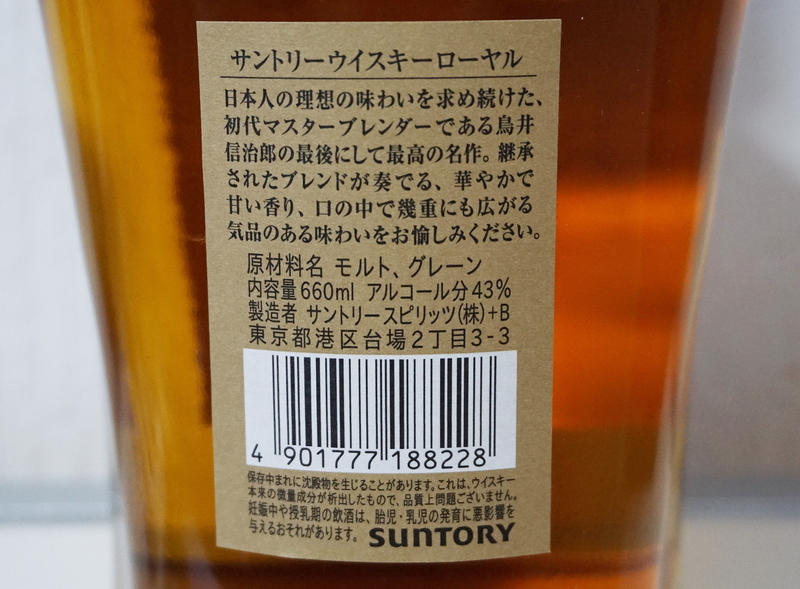 サントリーウイスキーローヤル
日本人の理想の味わいを求め続けた、
初代マスターブレンダーである鳥井
信治郎の最後にして最高の名作。継承
されたブレンドが奏でる、華やかで
甘い香り、口の中で幾重にも広がる
気品のある味わいをお愉しみください。
原材料名 モルト、グレーン
内容量660ml アルコール分43%
製造者 サントリースピリッツ(株)+B
東京都港区台場2丁目3-3
4 901777 188228
保存中まれに沈殿物を生じることがあります。これは、ウイスキー
本来の微量成分が析出したもので、品質上問題ございません。
妊娠中や授乳期の飲酒は、胎児・乳児の発育に悪影響を
与えるおそれがあります。 SUNTORY